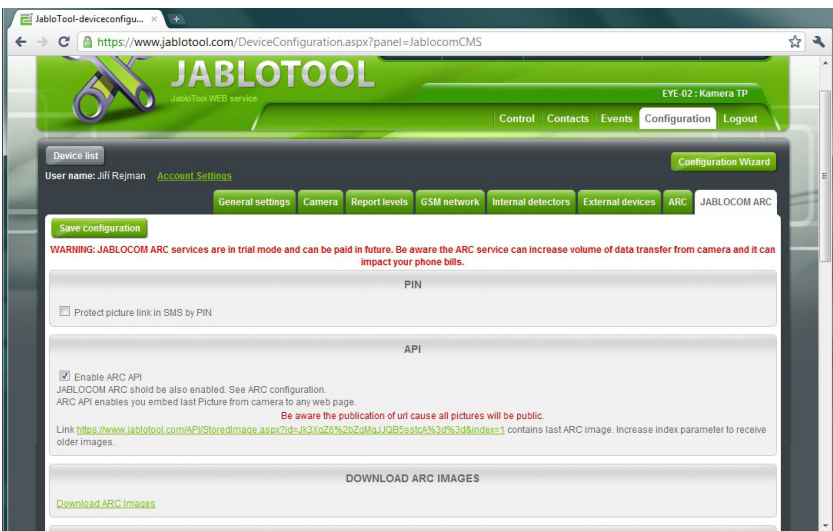 JabloTool-deviceconfigu...
https://www.jablotool.com/DeviceConfiguration.aspx?panel=JablocomCMS
JABLOTOOL
JabloTool WEB service
EYE-02 : Kamera TP
Control Contacts Events Configuration Logout
Device list
Configuration Wizard
User name: Jiří Rejman Account Settings
General settings Camera Report levels GSM network Internal detectors External devices ARC JABLOCOM ARC
Save configuration
WARNING: JABLOCOM ARC services are in trial mode and can be paid in future. Be aware the ARC service can increase volume of data transfer from camera and it can
impact your phone bills.
PIN
Protect picture link in SMS by PIN
API
Enable ARC API
JABLOCOM ARC shold be also enabled. See ARC configuration.
ARC API enables you embed last Picture from camera to any web page.
Be aware the publication of url cause all pictures will be public.
Link https://www.jablotool.com/API/StoredImage.aspx?id=Jk3XqZ6%2bZqMqJJQB5sstcA%3d%3d&index=1 contains last ARC image. Increase index parameter to receive
older images.
DOWNLOAD ARC IMAGES
Download ARC Images